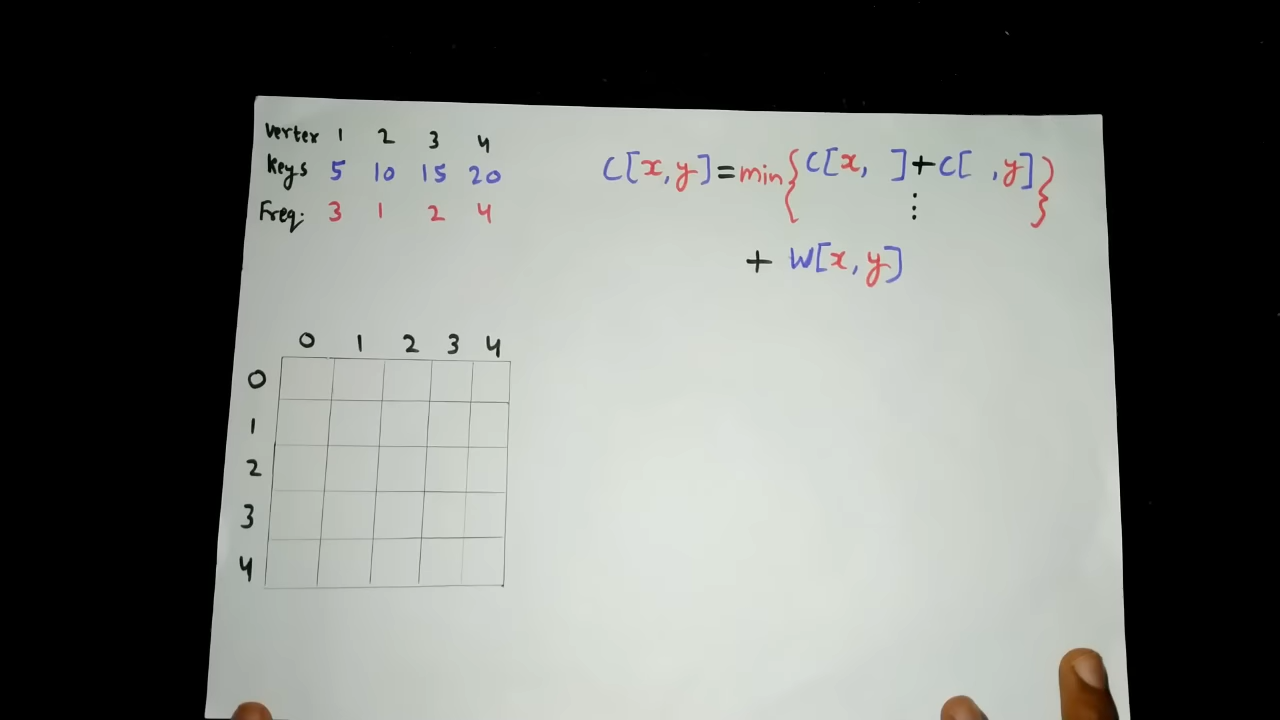 Vertex 1 2 3 4
Keys 5 10 15 20
Freq. 3 1 2 4
C[x,y]=min{C[x, ]+C[ ,y]}
⋮
+ W[x,y]
0 1 2 3 4
0
1
2
3
4